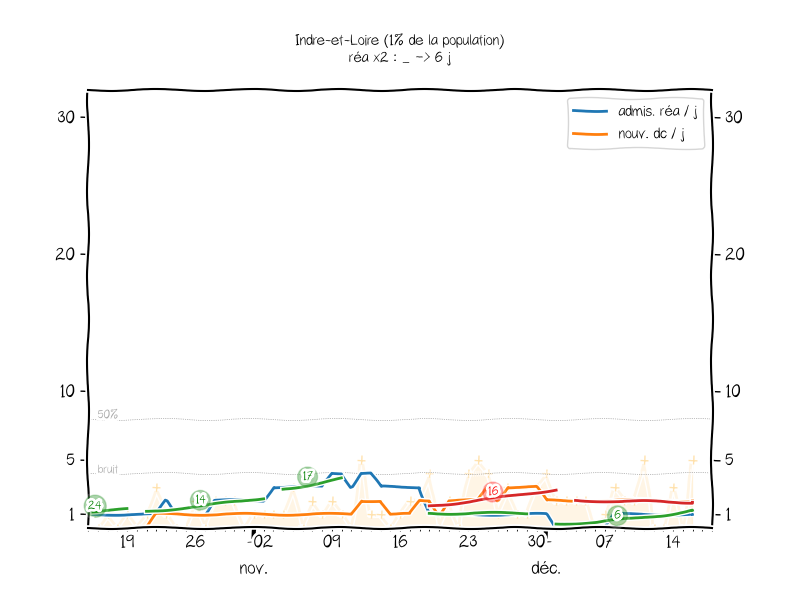 Indre-et-Loire (1% de la population)
réa x2 : _ -> 6 j
admis. réa / j
nouv. dc / j
30 30
20 20
10 10
50%
5 5
bruit
24 14 17 16 6
1 1
19 26 02 09 16 23 30 07 14
nov. déc.